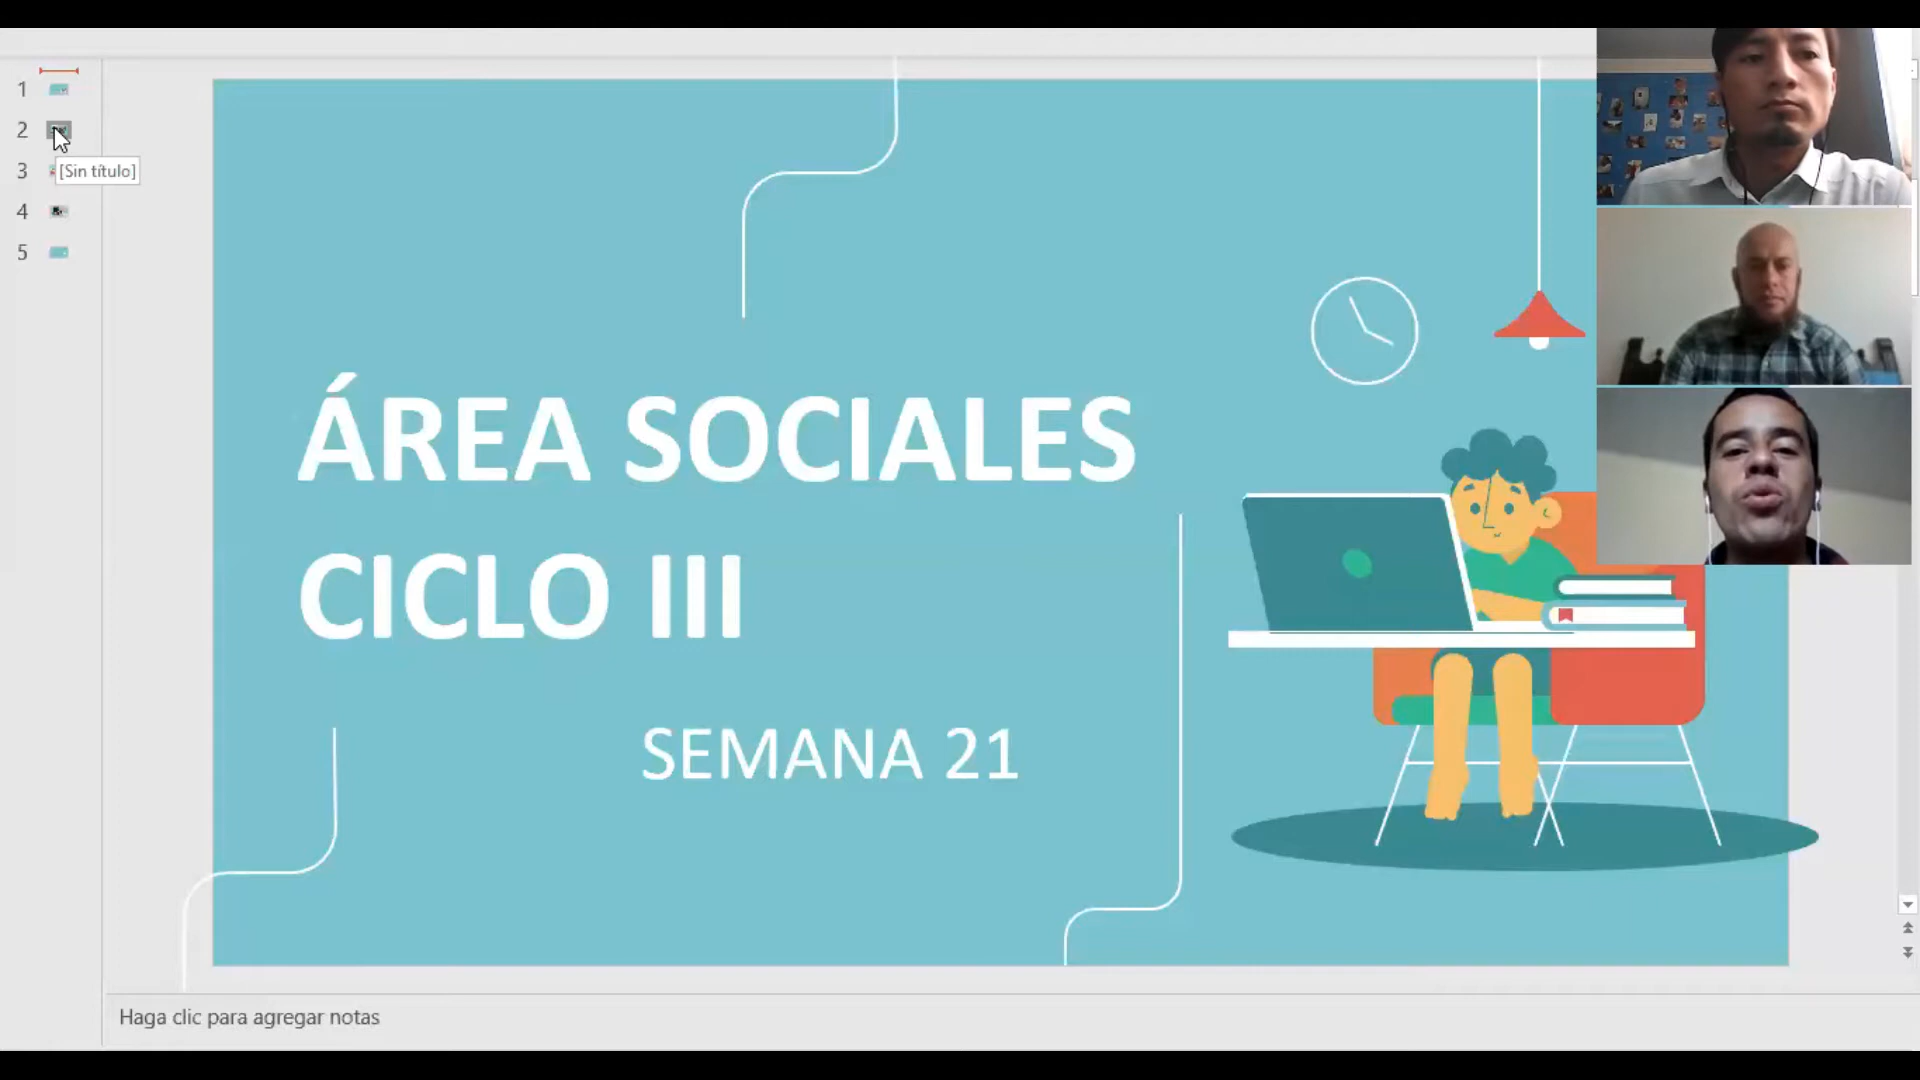 1
2
[Sin título]
3
4
5
ÁREA SOCIALES
CICLO III
SEMANA 21
Haga clic para agregar notas